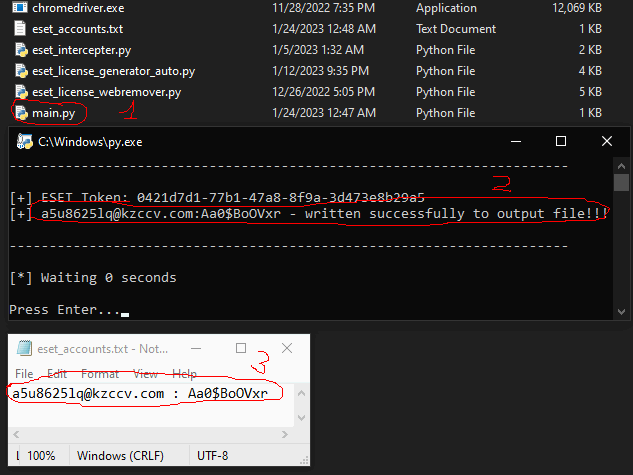 chromedriver.exe 11/28/2022 7:35 PM Application 12,069 KB
eset_accounts.txt 1/24/2023 12:48 AM Text Document 1 KB
eset_intercepter.py 1/5/2023 1:32 AM Python File 2 KB
eset_license_generator_auto.py 1/12/2023 9:35 PM Python File 4 KB
eset_license_webremover.py 12/26/2022 5:05 PM Python File 5 KB
main.py 1 1/24/2023 12:47 AM Python File 1 KB
C:\Windows\py.exe
----------------------------------------------------------------------
2
[+] ESET Token: 0421d7d1-77b1-47a8-8f9a-3d473e8b29a5
[+] a5u8625lq@kzccv.com:Aa0$BoOVxr - written successfully to output file!!!
----------------------------------------------------------------------
[*] Waiting 0 seconds
Press Enter...
eset_accounts.txt - Not...
3
File Edit Format View Help
a5u8625lq@kzccv.com : Aa0$BoOVxr
L 100% Windows (CRLF) UTF-8